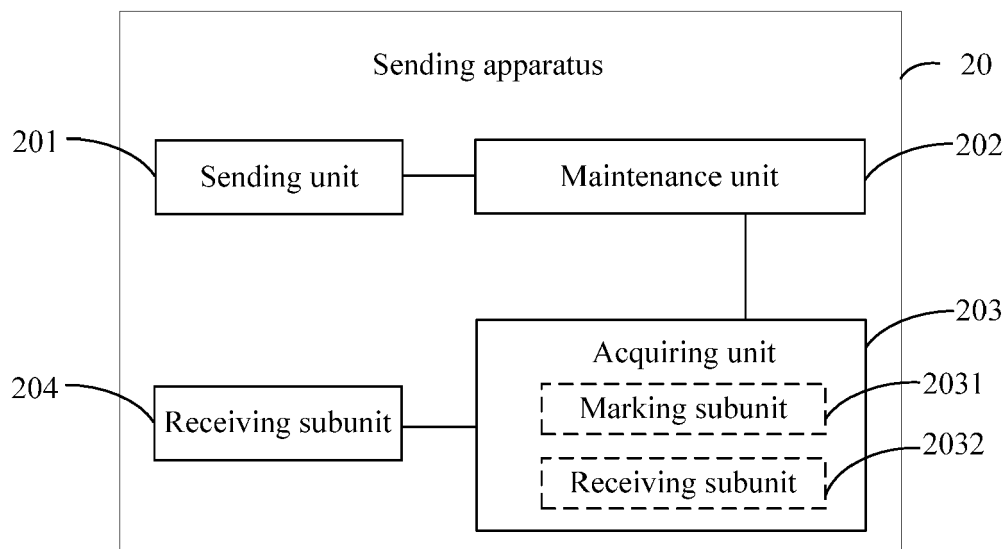 Sending apparatus
20
201
202
Sending unit
Maintenance unit
203
Acquiring unit
204
2031
Marking subunit
Receiving subunit
2032
Receiving subunit